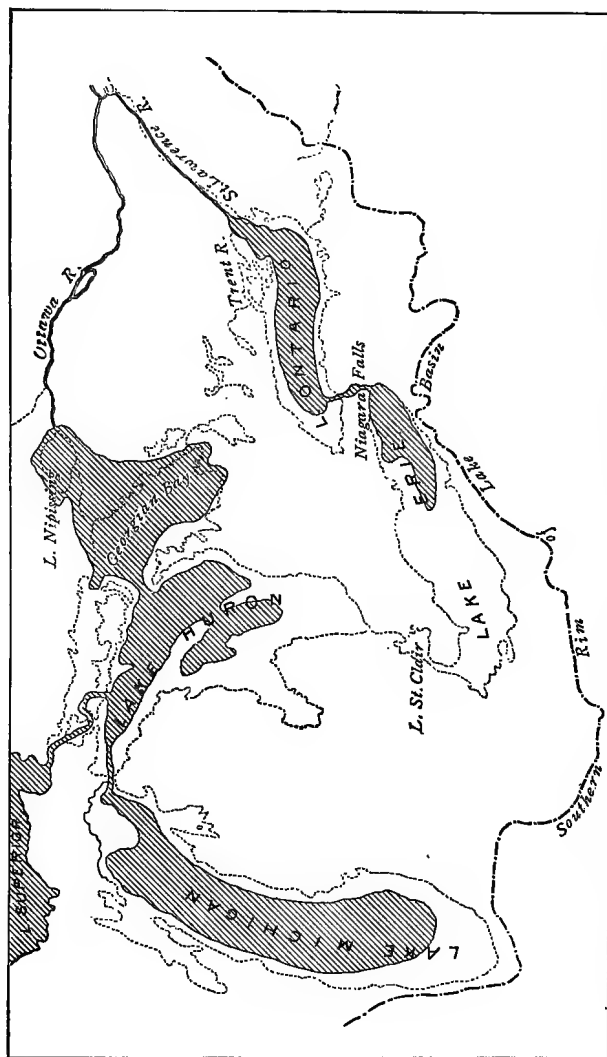 St. Lawrence R.
Ottawa R.
Trent R.
L. ONTARIO
L. Nipissing
Georgian Bay
Niagara Falls
LAKE HURON
LAKE ERIE
L. SUPERIOR
L. St. Clair
LAKE MICHIGAN
Southern Rim Lake Basin